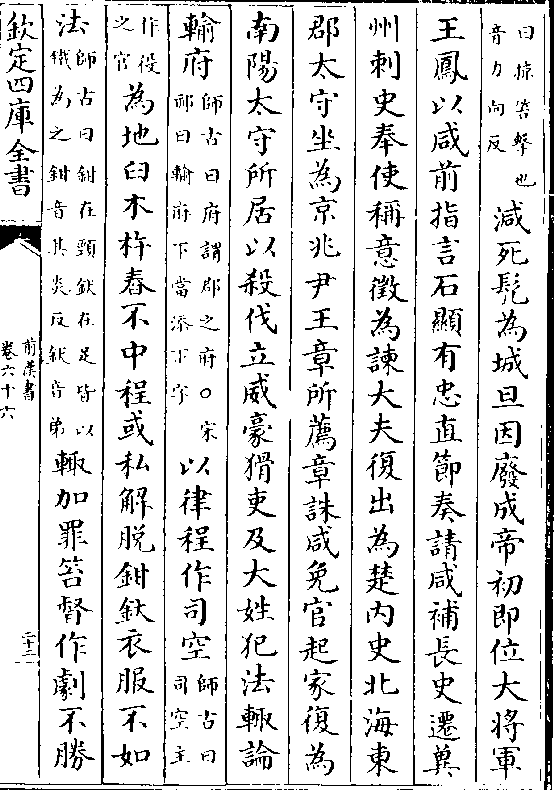 曰掠笞擊也
音力向反
減死髠為城旦因廢成帝初即位大將軍
王鳳以咸前指言石顯有忠直節奏請咸補長史遷冀
州刺史奉使稱意徵為諫大夫復出為楚内史北海東
郡太守坐為京兆尹王章所薦章誅咸免官起家復為
南陽太守所居以殺伐立威豪猾吏及大姓犯法輒論
輸府
師古曰府謂郡之府○宋
祁曰輸府下當添下字
以律程作司空
師古曰
司空主
作役
之官
為地臼木杵舂不中程或私解脱鉗釱衣服不如
法
師古曰鉗在頸釱在足皆以
鐵為之鉗音其炎反釱音弟
輒加罪笞督作劇不勝
欽定四庫全書
前漢書
卷六十六
二十三